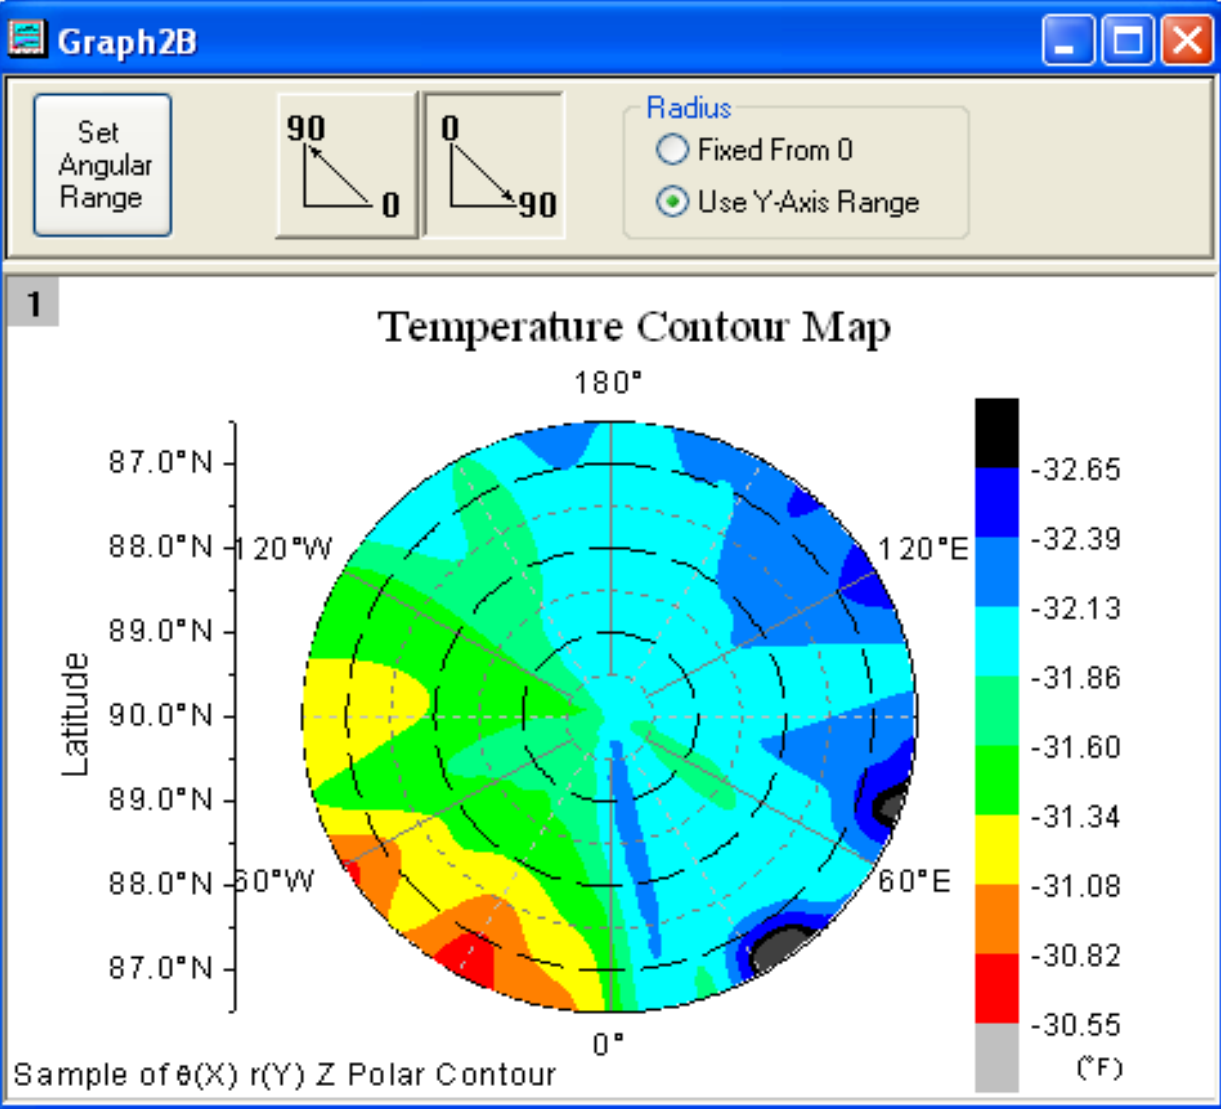 Graph2B
Set
Angular
Range
90
0
0
90
Radius
Fixed From 0
Use Y-Axis Range
1
Temperature Contour Map
180°
87.0°N
88.0°N
89.0°N
90.0°N
89.0°N
88.0°N
87.0°N
Latitude
120°W
120°E
60°W
60°E
0°
-32.65
-32.39
-32.13
-31.86
-31.60
-31.34
-31.08
-30.82
-30.55
(°F)
Sample of θ(X) r(Y) Z Polar Contour